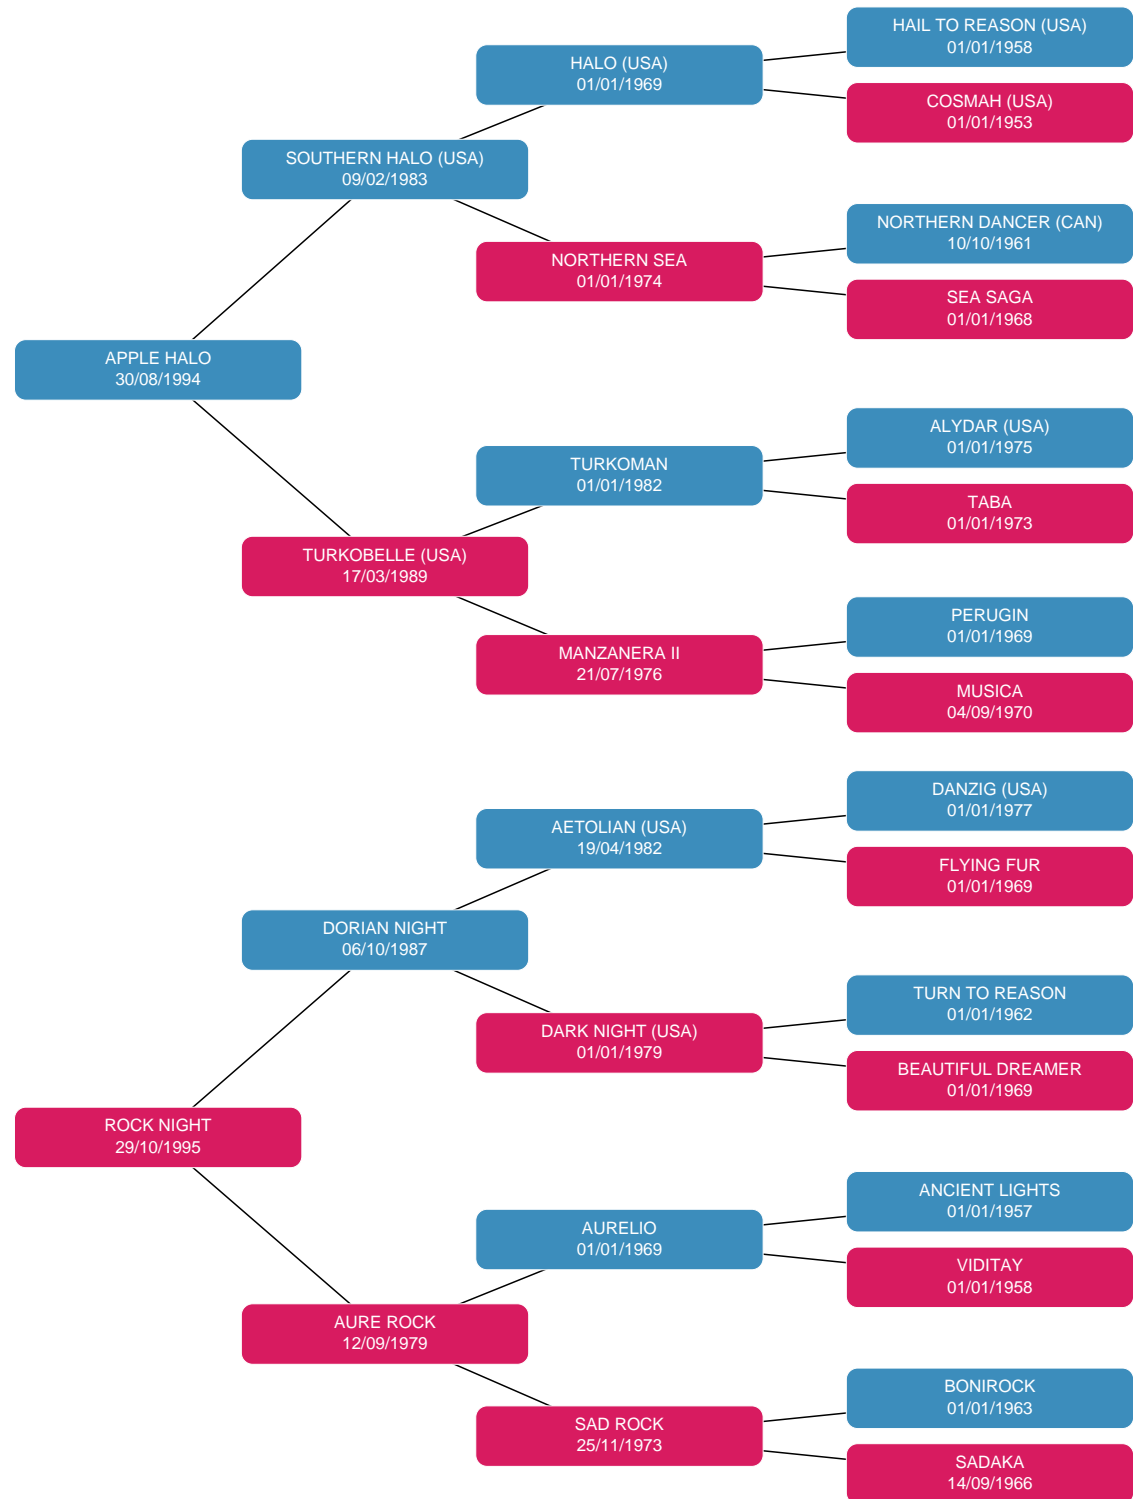 HAIL TO REASON (USA)
01/01/1958
HALO (USA)
01/01/1969
COSMAH (USA)
01/01/1953
SOUTHERN HALO (USA)
09/02/1983
NORTHERN DANCER (CAN)
10/10/1961
NORTHERN SEA
01/01/1974
SEA SAGA
01/01/1968
APPLE HALO
30/08/1994
ALYDAR (USA)
01/01/1975
TURKOMAN
01/01/1982
TABA
01/01/1973
TURKOBELLE (USA)
17/03/1989
PERUGIN
01/01/1969
MANZANERA II
21/07/1976
MUSICA
04/09/1970
DANZIG (USA)
01/01/1977
AETOLIAN (USA)
19/04/1982
FLYING FUR
01/01/1969
DORIAN NIGHT
06/10/1987
TURN TO REASON
01/01/1962
DARK NIGHT (USA)
01/01/1979
BEAUTIFUL DREAMER
01/01/1969
ROCK NIGHT
29/10/1995
ANCIENT LIGHTS
01/01/1957
AURELIO
01/01/1969
VIDITAY
01/01/1958
AURE ROCK
12/09/1979
BONIROCK
01/01/1963
SAD ROCK
25/11/1973
SADAKA
14/09/1966